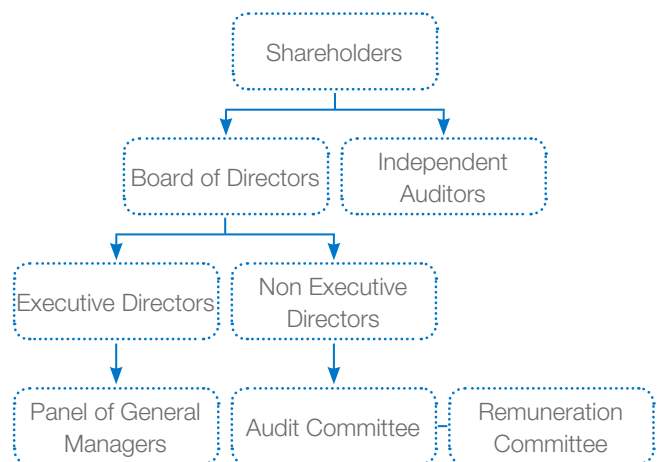 Shareholders
Board of Directors
Independent
Auditors
Executive Directors
Non Executive
Directors
Panel of General
Managers
Audit Committee
Remuneration
Committee